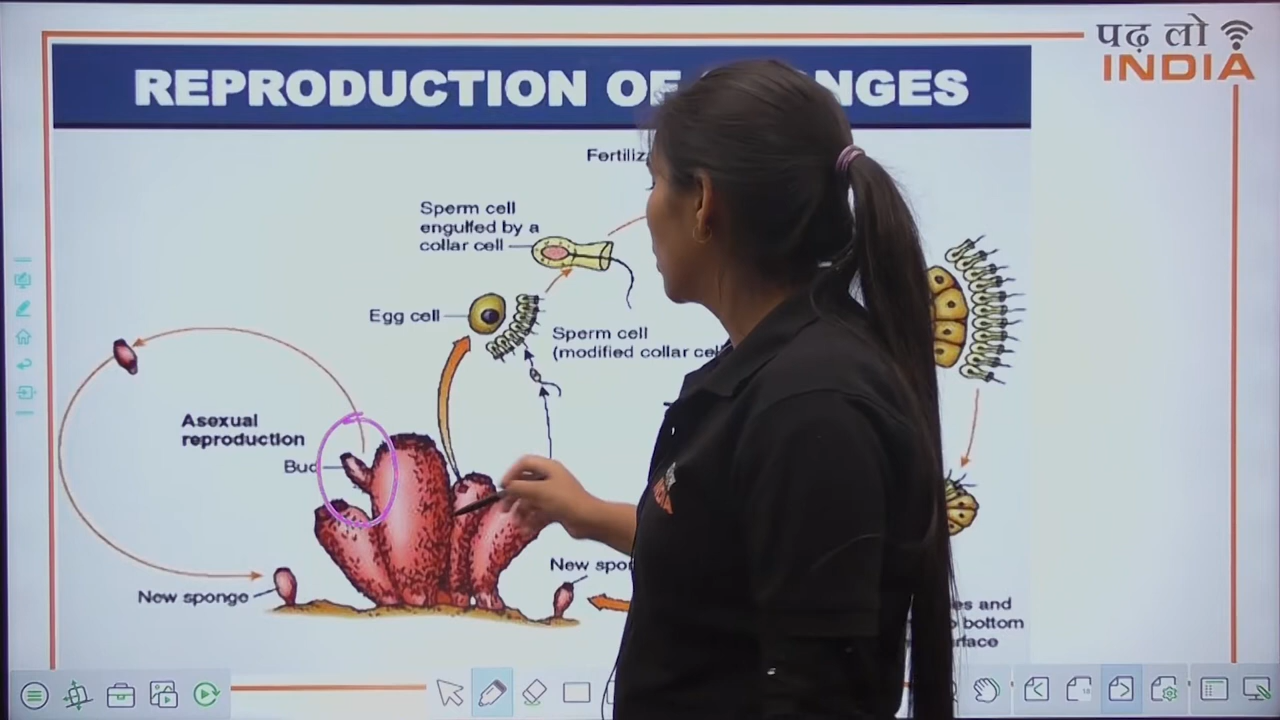 पढ़ लो
INDIA
REPRODUCTION OF
NGES
Fertiliz
Sperm cell
engulfed by a
collar cell
Egg cell
Sperm cell
(modified collar cel
Asexual
reproduction
Bud
New sponge
New spo
es and
bottom
rface